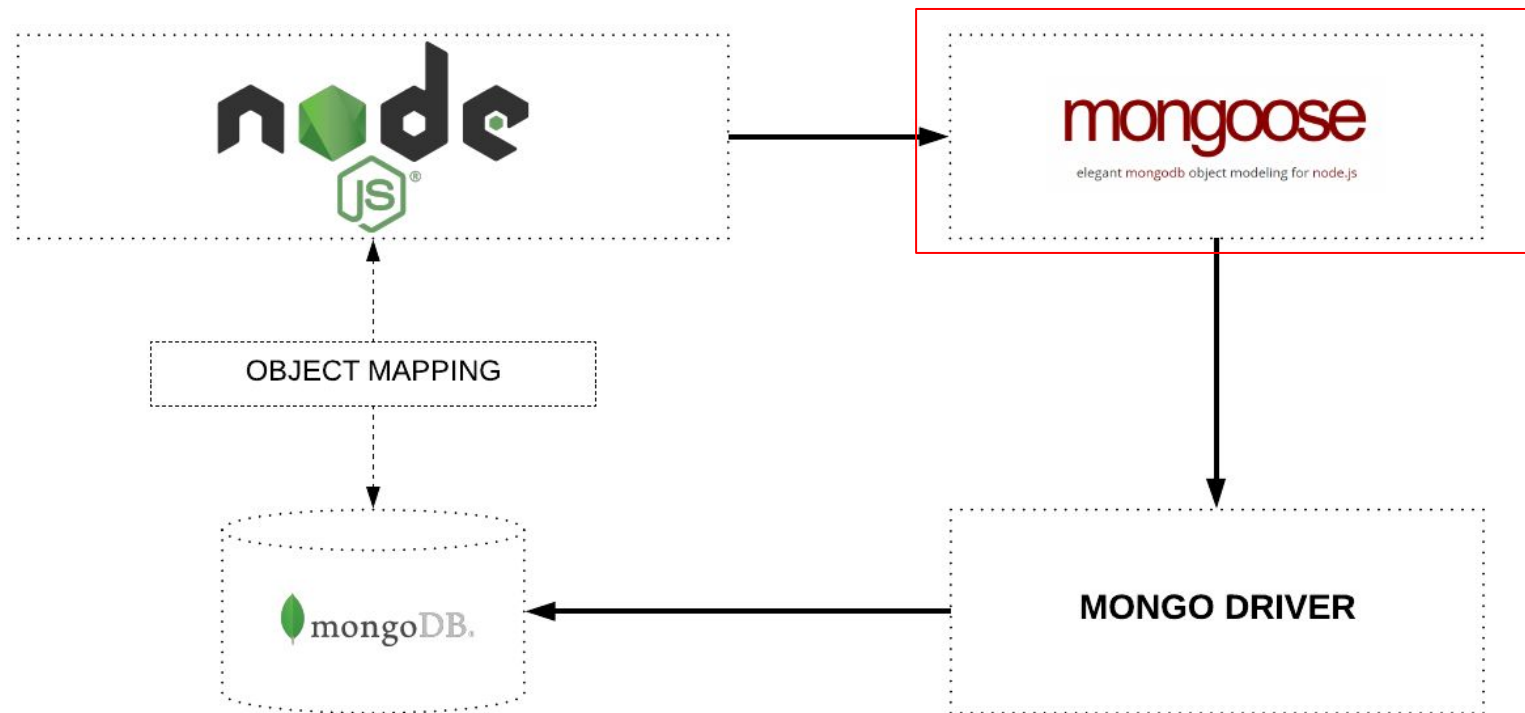 node
JS®
mongoose
elegant mongodb object modeling for node.js
OBJECT MAPPING
mongoDB.
MONGO DRIVER